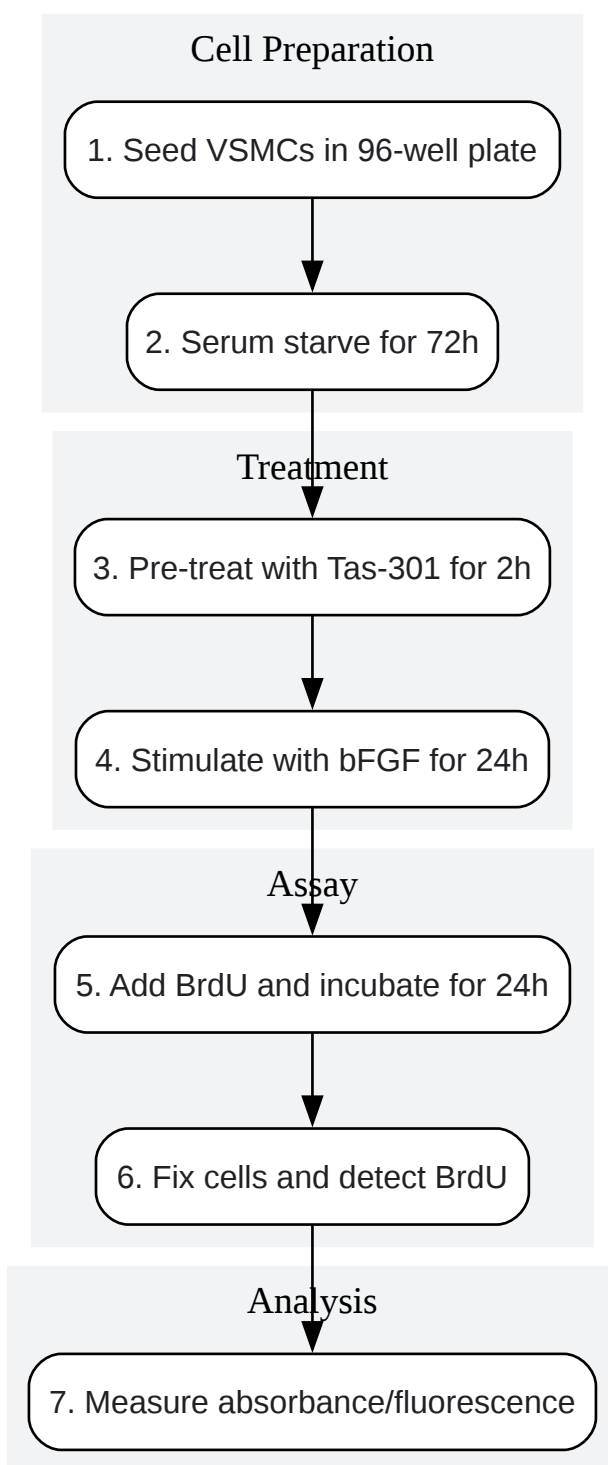 Cell Preparation
1. Seed VSMCs in 96-well plate
2. Serum starve for 72h
Treatment
3. Pre-treat with Tas-301 for 2h
4. Stimulate with bFGF for 24h
Assay
5. Add BrdU and incubate for 24h
6. Fix cells and detect BrdU
Analysis
7. Measure absorbance/fluorescence